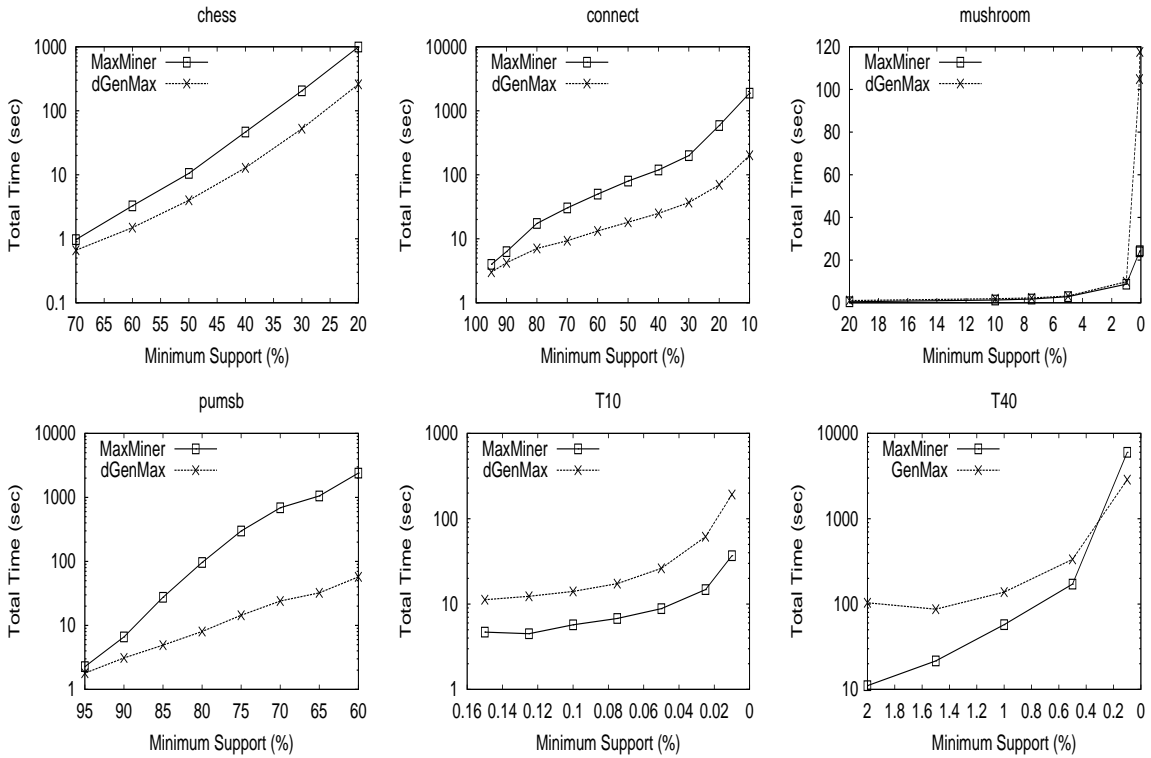 chess
Total Time (sec)
1000
100
10
1
0.1
MaxMiner
dGenMax
70 65 60 55 50 45 40 35 30 25 20
Minimum Support (%)
connect
Total Time (sec)
10000
1000
100
10
1
MaxMiner
dGenMax
100 90 80 70 60 50 40 30 20 10
Minimum Support (%)
mushroom
Total Time (sec)
120
100
80
60
40
20
0
MaxMiner
dGenMax
20 18 16 14 12 10 8 6 4 2 0
Minimum Support (%)
pumsb
Total Time (sec)
10000
1000
100
10
1
MaxMiner
dGenMax
95 90 85 80 75 70 65 60
Minimum Support (%)
T10
Total Time (sec)
1000
100
10
1
MaxMiner
dGenMax
0.16 0.14 0.12 0.1 0.08 0.06 0.04 0.02 0
Minimum Support (%)
T40
Total Time (sec)
10000
1000
100
10
MaxMiner
GenMax
2 1.8 1.6 1.4 1.2 1 0.8 0.6 0.4 0.2 0
Minimum Support (%)